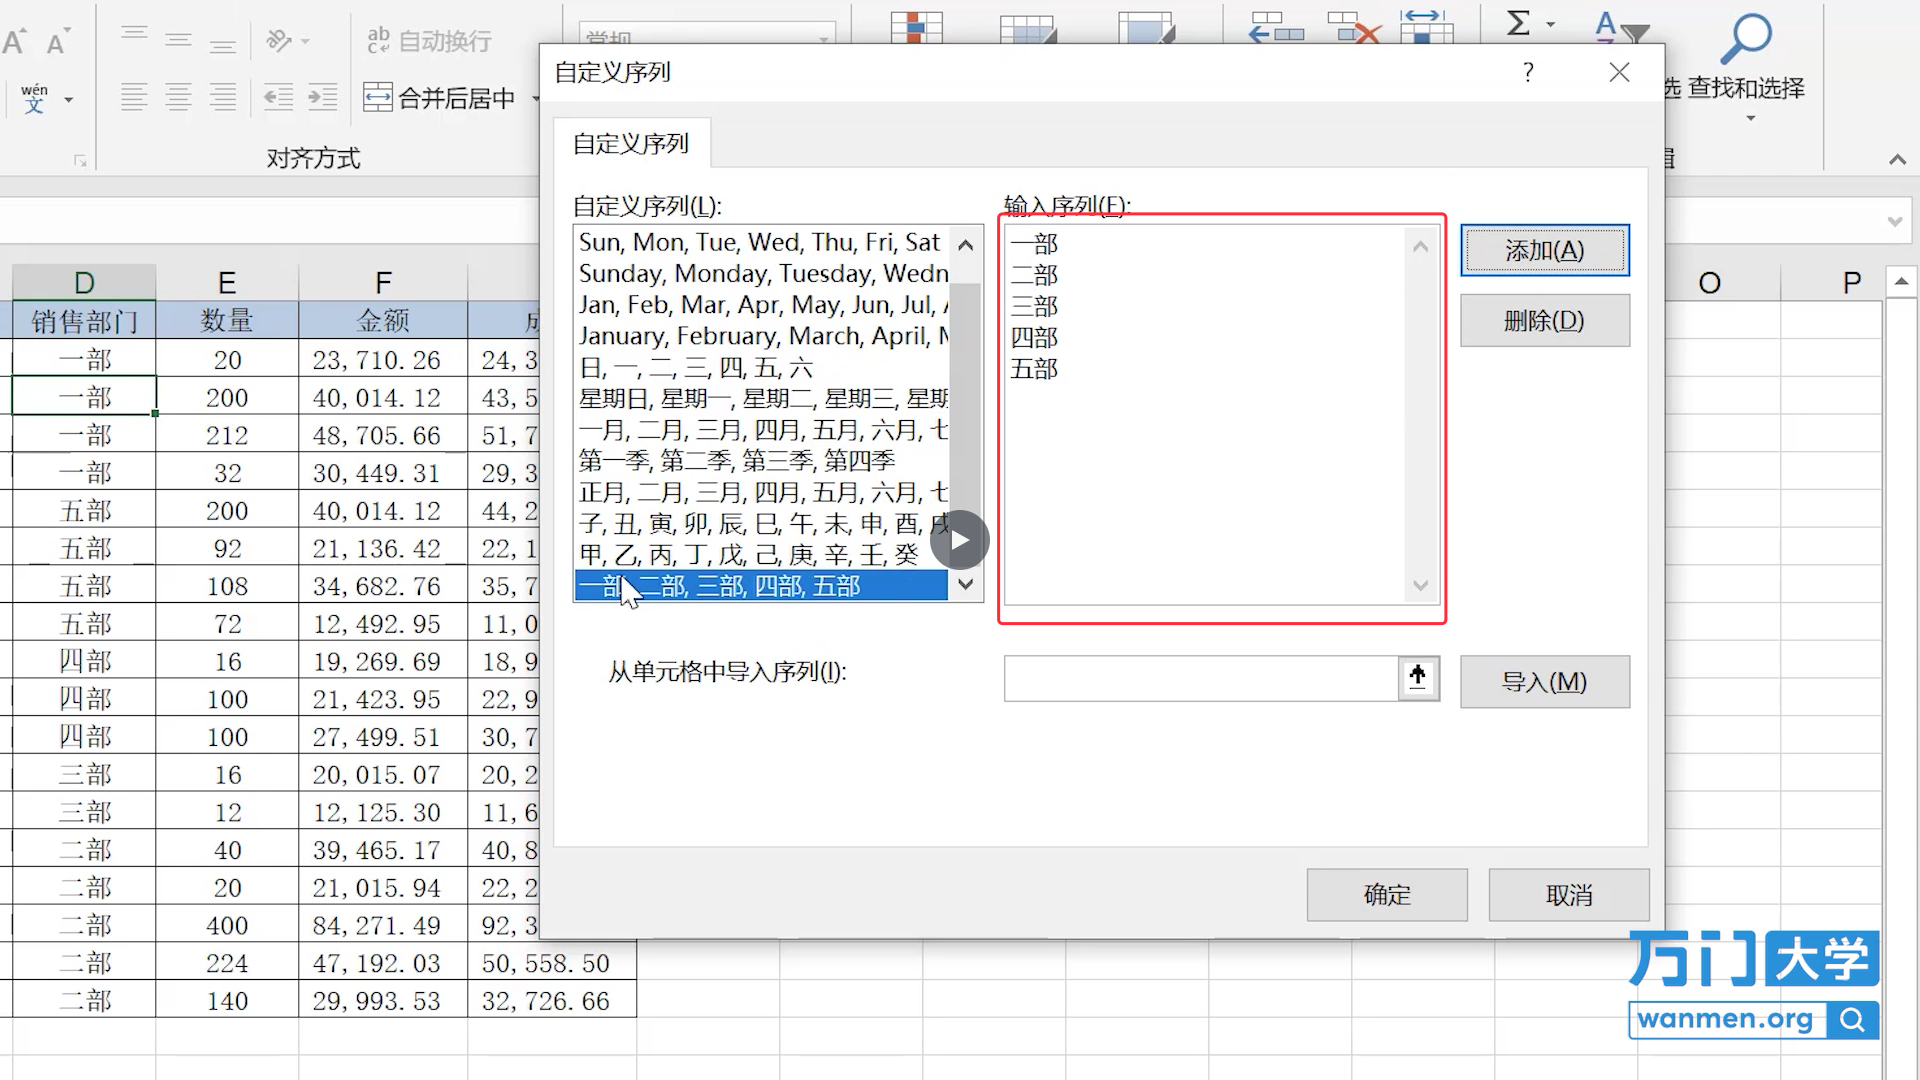 A A
ab 自动换行
常规
Σ
A
wén
文
合并后居中
选 查找和选择
对齐方式
自定义序列
?
自定义序列
自定义序列(L):
输入序列(E):
Sun, Mon, Tue, Wed, Thu, Fri, Sat
Sunday, Monday, Tuesday, Wedn
Jan, Feb, Mar, Apr, May, Jun, Jul,
January, February, March, April,
日, 一, 二, 三, 四, 五, 六
星期日, 星期一, 星期二, 星期三, 星期
一月, 二月, 三月, 四月, 五月, 六月, 七
第一季, 第二季, 第三季, 第四季
正月, 二月, 三月, 四月, 五月, 六月, 七
子, 丑, 寅, 卯, 辰, 巳, 午, 未, 申, 酉, 戌
甲, 乙, 丙, 丁, 戊, 己, 庚, 辛, 壬, 癸
一部, 二部, 三部, 四部, 五部
一部
二部
三部
四部
五部
添加(A)
删除(D)
从单元格中导入序列(I):
导入(M)
确定
取消
D E F O P
销售部门 数量 金额 成
一部 20 23,710.26 24,3
一部 200 40,014.12 43,5
一部 212 48,705.66 51,7
一部 32 30,449.31 29,3
五部 200 40,014.12 44,2
五部 92 21,136.42 22,1
五部 108 34,682.76 35,7
五部 72 12,492.95 11,0
四部 16 19,269.69 18,9
四部 100 21,423.95 22,9
四部 100 27,499.51 30,7
三部 16 20,015.07 20,2
三部 12 12,125.30 11,6
二部 40 39,465.17 40,8
二部 20 21,015.94 22,2
二部 400 84,271.49 92,3
二部 224 47,192.03 50,558.50
二部 140 29,993.53 32,726.66
万门大学
wanmen.org